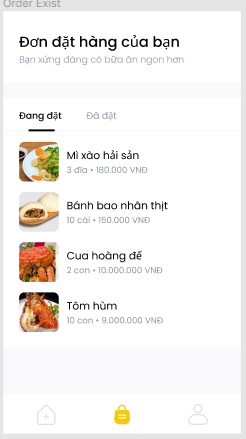 Order Exist
Đơn đặt hàng của bạn
Bạn xứng đáng có bữa ăn ngon hơn
Đang đặt
Đã đặt
Mì xào hải sản
3 đĩa • 180.000 VNĐ
Bánh bao nhân thịt
10 cái • 150.000 VNĐ
Cua hoàng đế
2 con • 10.000.000 VNĐ
Tôm hùm
10 con • 9.000.000 VNĐ